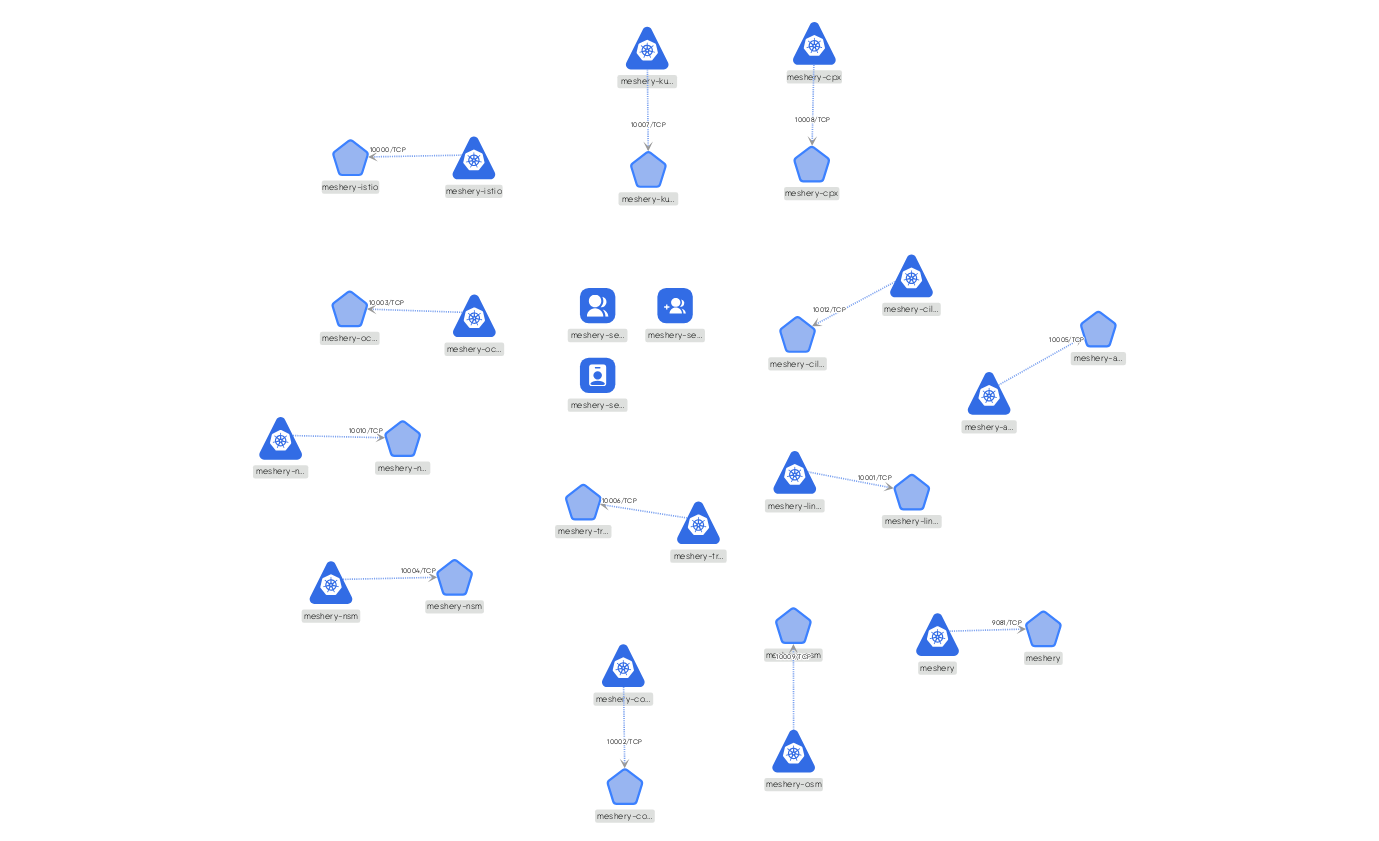 meshery-ku...
meshery-cpx
10007/TCP
10008/TCP
10000/TCP
meshery-istio
meshery-istio
meshery-ku...
meshery-cpx
10003/TCP
meshery-oc...
meshery-oc...
meshery-se...
meshery-se...
meshery-se...
10012/TCP
meshery-cil...
meshery-cil...
10005/TCP
meshery-a...
meshery-a...
10010/TCP
meshery-n...
meshery-n...
10006/TCP
meshery-tr...
meshery-tr...
10001/TCP
meshery-lin...
meshery-lin...
10004/TCP
meshery-nsm
meshery-nsm
10009/TCP
9081/TCP
meshery
meshery
meshery-co...
10002/TCP
meshery-osm
meshery-co...